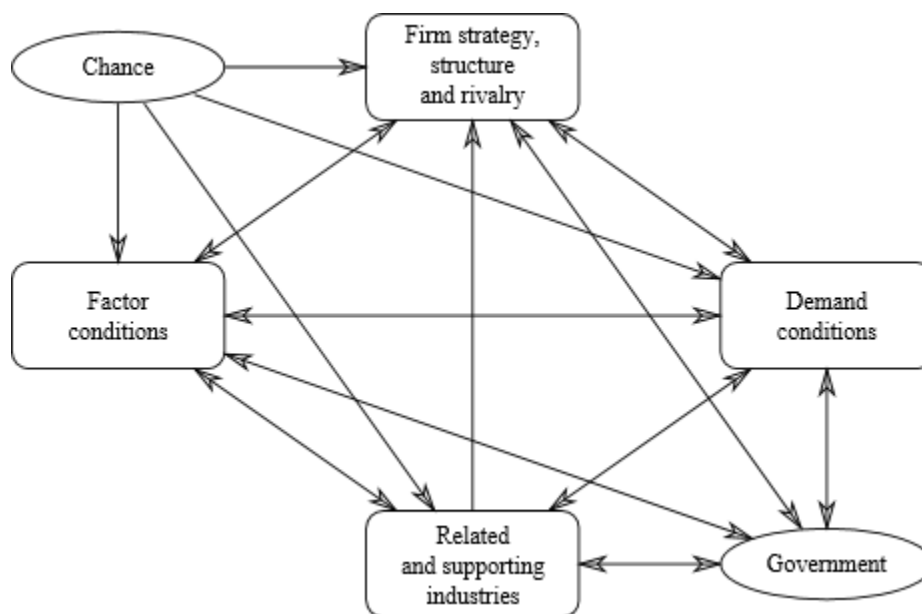 Chance
Firm strategy,
structure
and rivalry
Factor
conditions
Demand
conditions
Related
and supporting
industries
Government